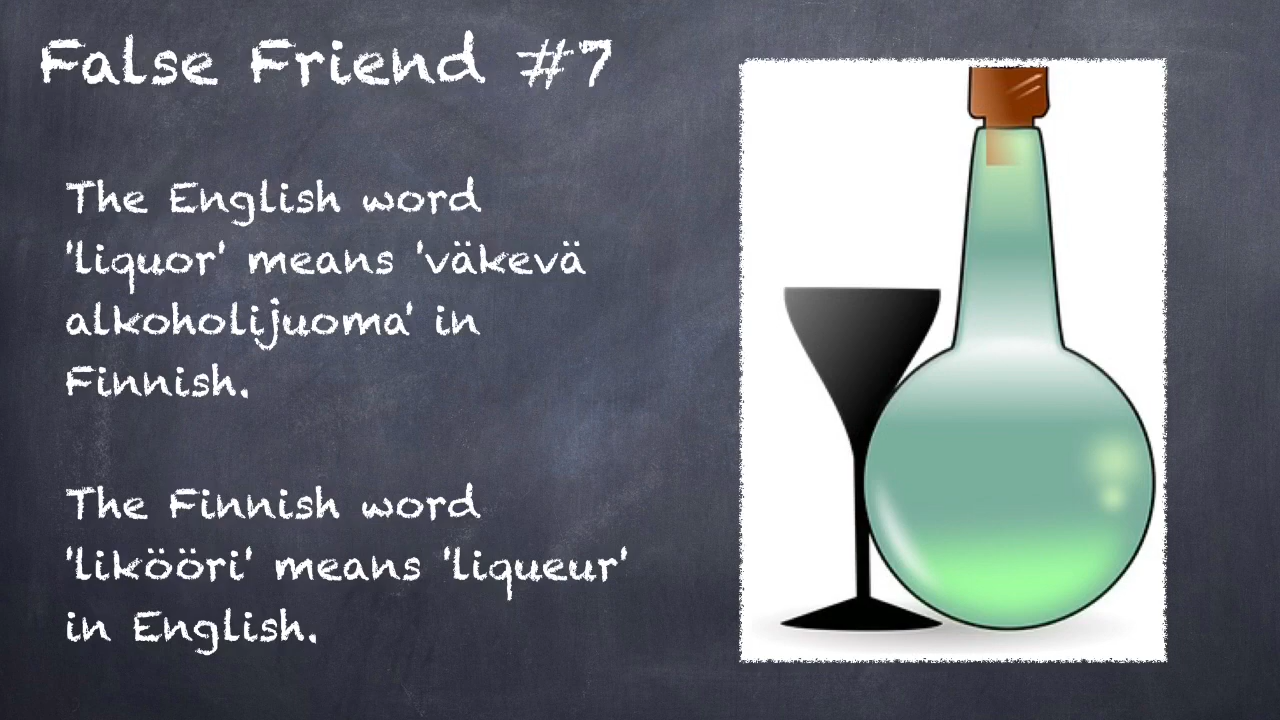 False Friend #7
The English word
'liquor' means 'väkevä
alkoholijuoma' in
Finnish.
The Finnish word
'likööri' means 'liqueur'
in English.